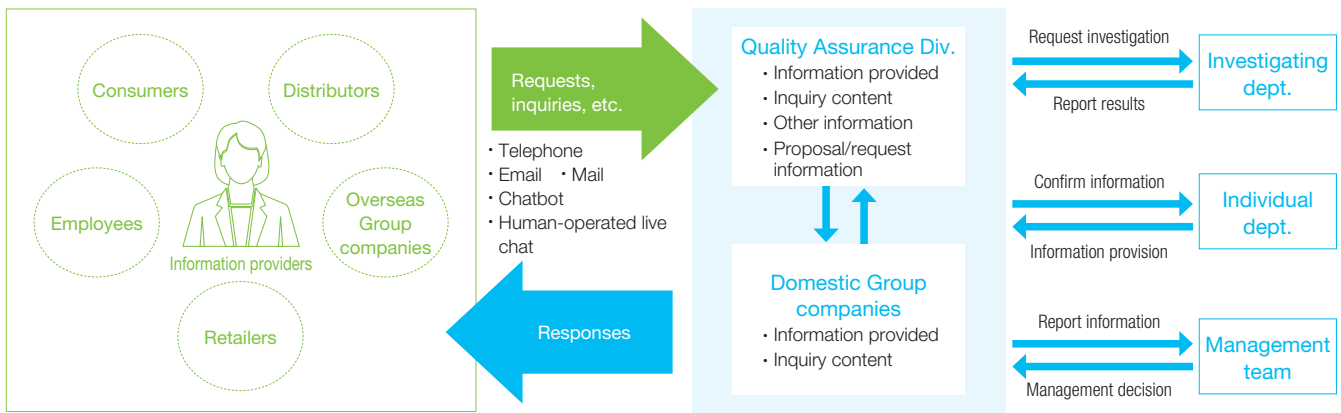 Consumers
Distributors
Employees
Overseas
Group
companies
Information providers
Retailers
Requests,
inquiries, etc.
・Telephone
・Email ・Mail
・Chatbot
・Human-operated live
chat
Responses
Quality Assurance Div.
・Information provided
・Inquiry content
・Other information
・Proposal/request
information
Domestic Group
companies
・Information provided
・Inquiry content
Request investigation
Report results
Investigating
dept.
Confirm information
Information provision
Individual
dept.
Report information
Management decision
Management
team